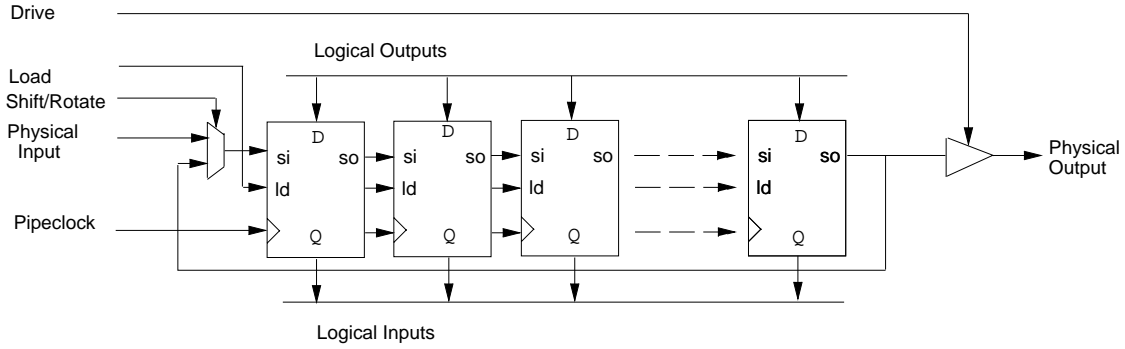 Drive
Logical Outputs
Load
Shift/Rotate
Physical
Input
D
D
D
D
si
so
si
so
si
so
si
so
Physical
Output
ld
ld
ld
ld
Pipeclock
Q
Q
Q
Q
Logical Inputs